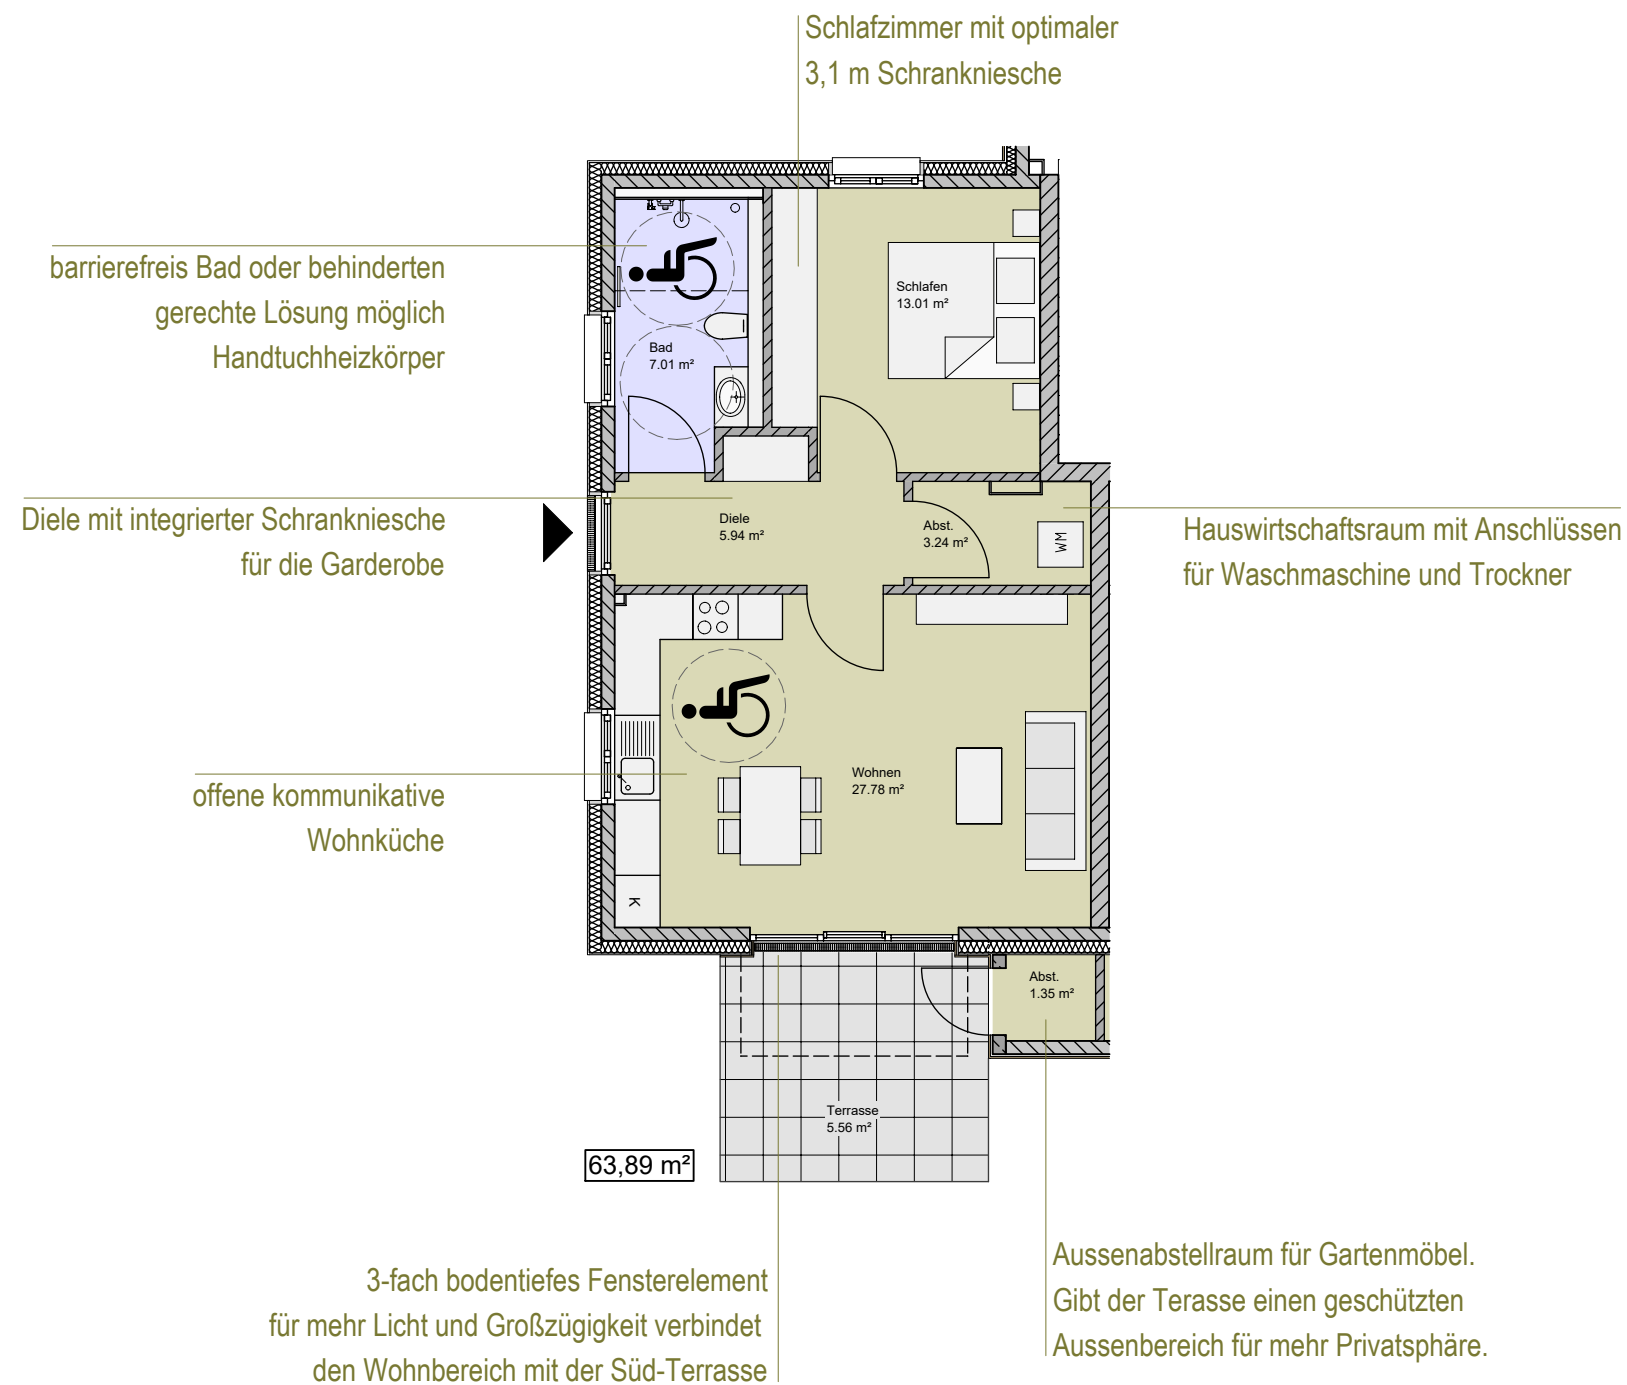 Schlafzimmer mit optimaler
3,1 m Schrankniesche
barrierefreis Bad oder behinderten
gerechte Lösung möglich
Handtuchheizkörper
Schlafen
13.01 m²
Bad
7.01 m²
Diele mit integrierter Schrankniesche
für die Garderobe
Diele
5.94 m²
Abst.
3.24 m²
WM
Hauswirtschaftsraum mit Anschlüssen
für Waschmaschine und Trockner
offene kommunikative
Wohnküche
Wohnen
27.78 m²
K
Abst.
1.35 m²
Terrasse
5.56 m²
63,89 m²
3-fach bodentiefes Fensterelement
für mehr Licht und Großzügigkeit verbindet
den Wohnbereich mit der Süd-Terrasse
Aussenabstellraum für Gartenmöbel.
Gibt der Terasse einen geschützten
Aussenbereich für mehr Privatsphäre.